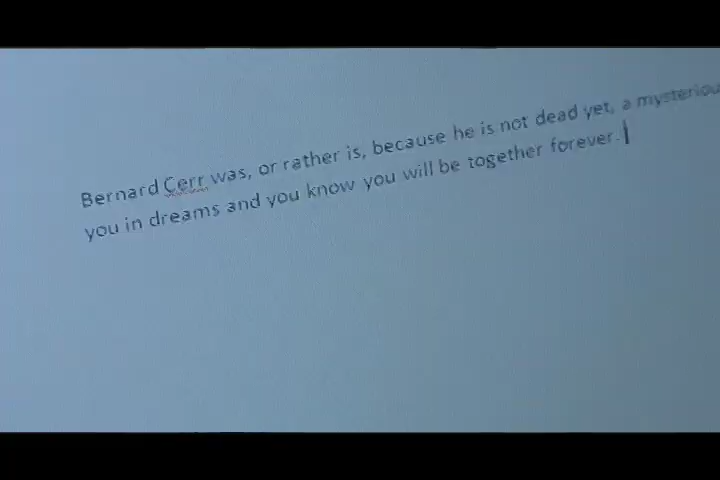 Bernard Cerr was, or rather is, because he is not dead yet, a
you in dreams and you know you will be together forever.